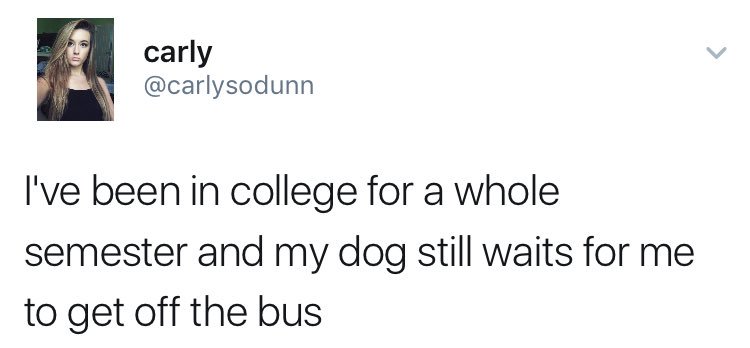 carly
@carlysodunn
I've been in college for a whole
semester and my dog still waits for me
to get off the bus